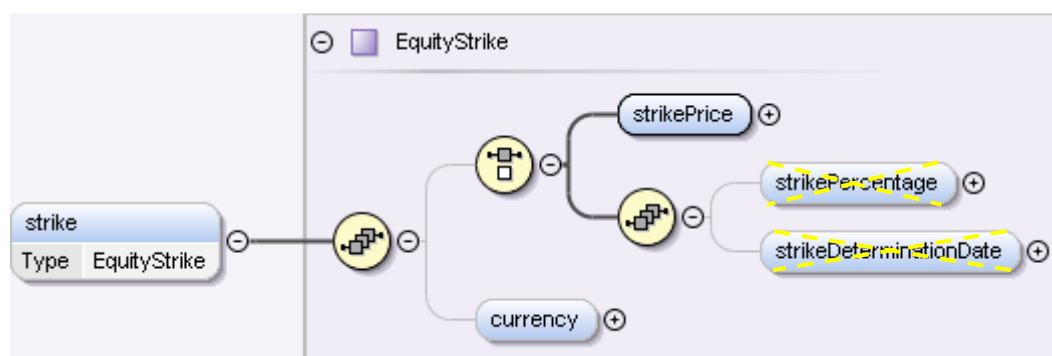 EquityStrike
strikePrice
strikePercentage
strike
Type EquityStrike
strikeDeterminationDate
currency